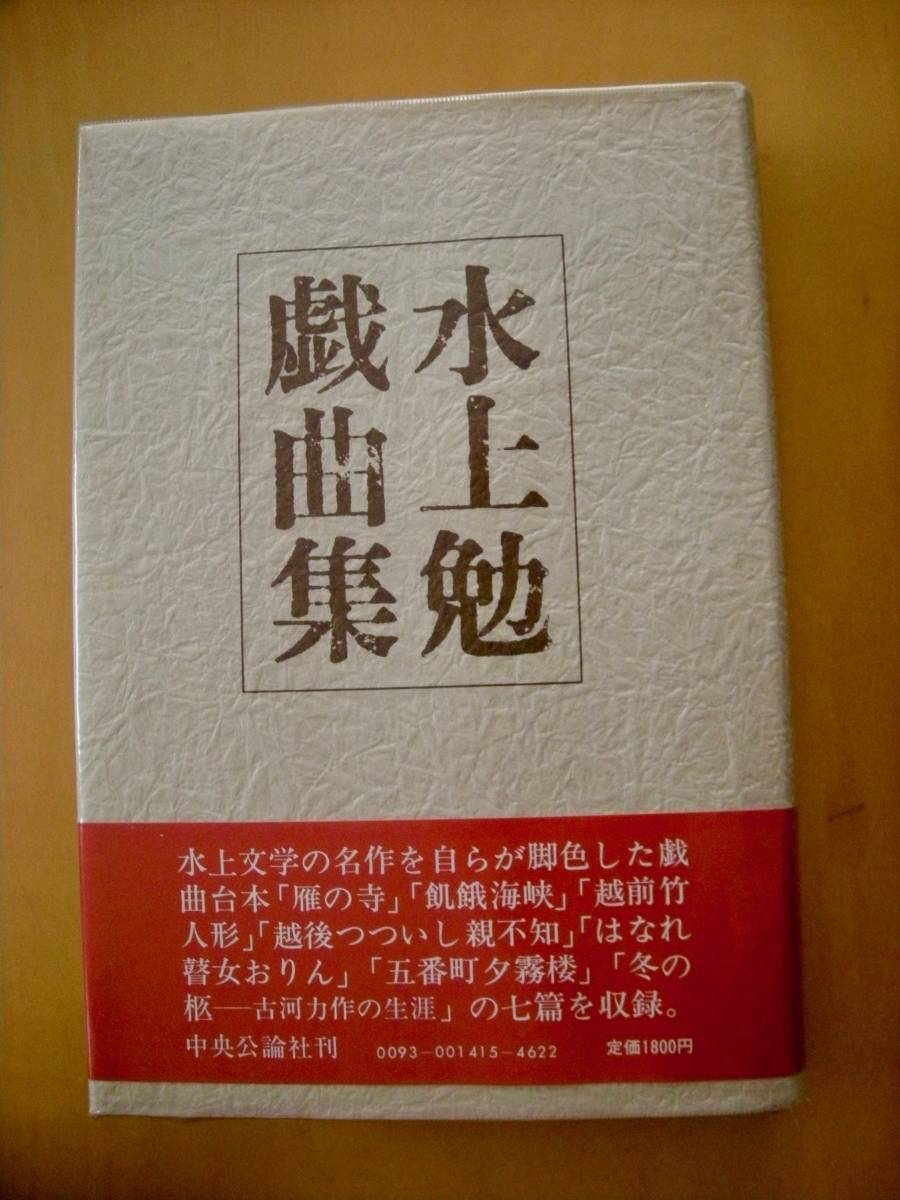 水上勉
戯曲集
水上文学の名作を自らが脚色した戯
曲台本「雁の寺」「飢餓海峡」「越前竹
人形」「越後つついし親不知」「はなれ
瞽女おりん」「五番町夕霧楼」「冬の
柩―古河力作の生涯」の七篇を収録。
中央公論社刊 0093-001415-4622 定価1800円